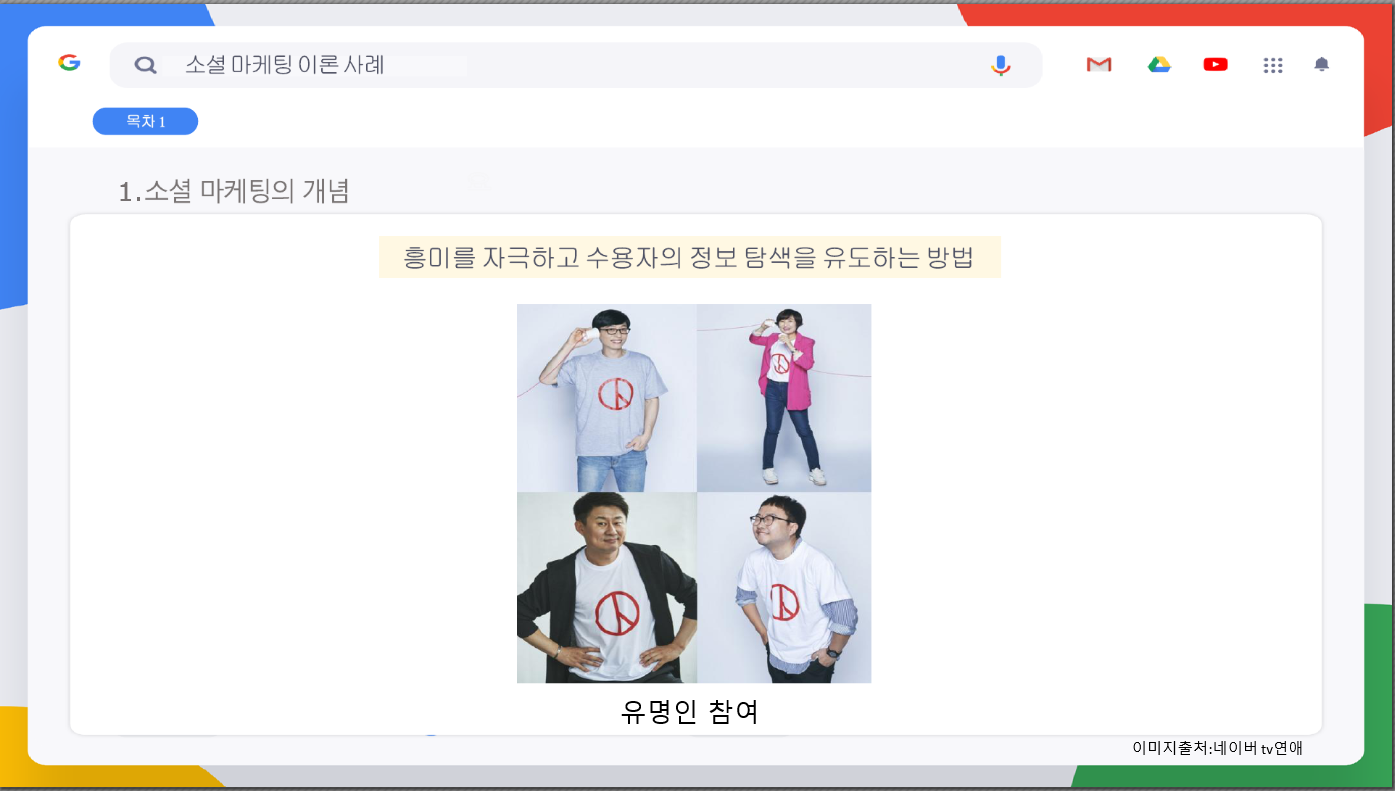 소셜 마케팅 이론 사례
목차 1
1.소셜 마케팅의 개념
흥미를 자극하고 수용자의 정보 탐색을 유도하는 방법
유명인 참여
이미지출처:네이버 tv연애